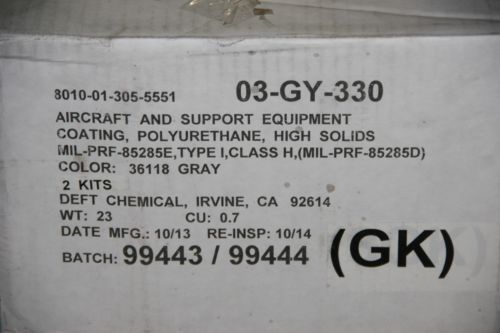 8010-01-305-5551 03-GY-330
AIRCRAFT AND SUPPORT EQUIPMENT
COATING, POLYURETHANE, HIGH SOLIDS
MIL-PRF-85285E,TYPE I,CLASS H,(MIL-PRF-85285D)
COLOR: 36118 GRAY
2 KITS
DEFT CHEMICAL, IRVINE, CA 92614
WT: 23 CU: 0.7
DATE MFG.: 10/13 RE-INSP: 10/14
BATCH: 99443 / 99444 (GK)